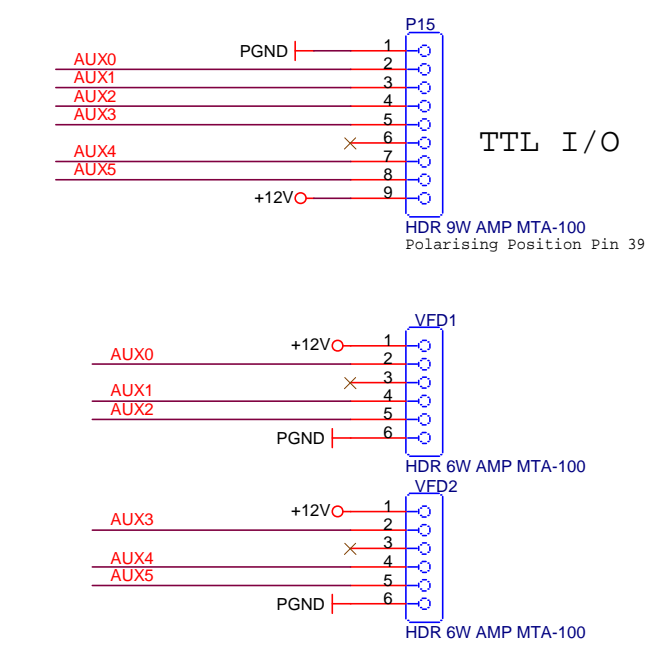 P15
PGND 1
AUX0 2
AUX1 3
AUX2 4
AUX3 5
6
TTL I/O
AUX4 7
AUX5 8
+12V 9
HDR 9W AMP MTA-100
Polarising Position Pin 39
VFD1
+12V 1
AUX0 2
3
AUX1 4
AUX2 5
PGND 6
HDR 6W AMP MTA-100
VFD2
+12V 1
AUX3 2
3
AUX4 4
AUX5 5
PGND 6
HDR 6W AMP MTA-100